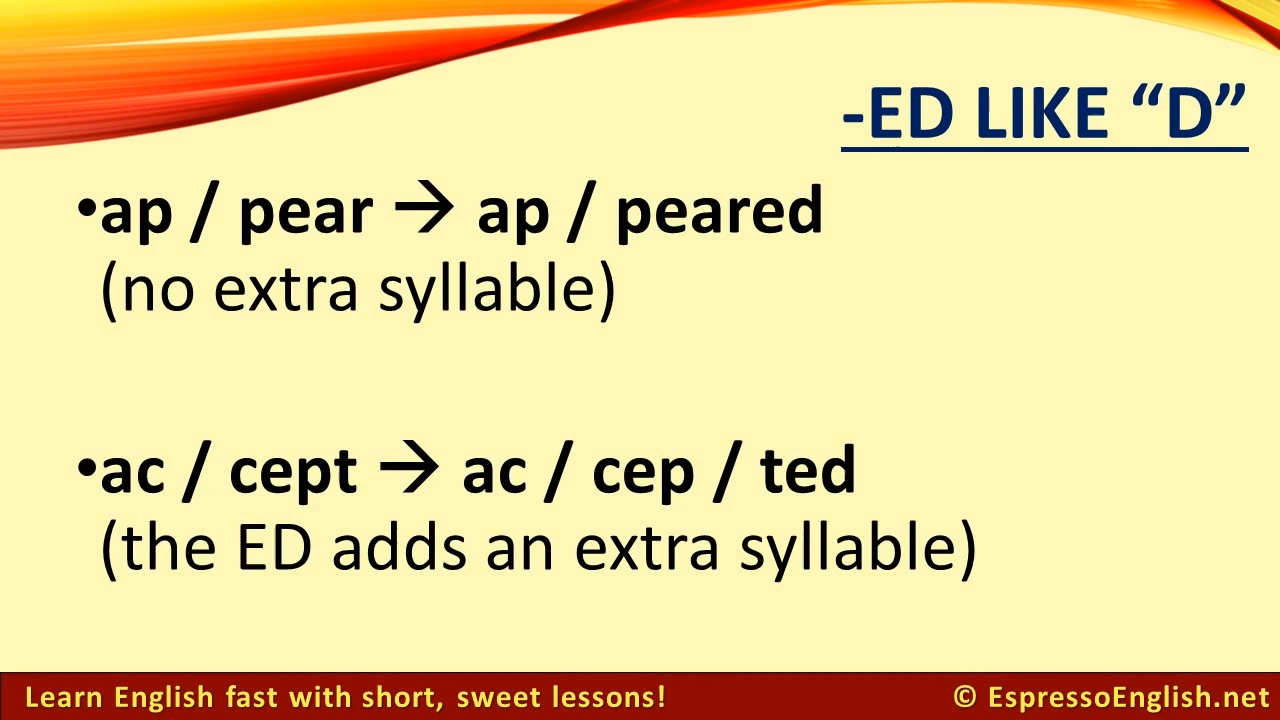 -ED LIKE “D”
•ap / pear → ap / peared
(no extra syllable)
•ac / cept → ac / cep / ted
(the ED adds an extra syllable)
Learn English fast with short, sweet lessons!
© EspressoEnglish.net